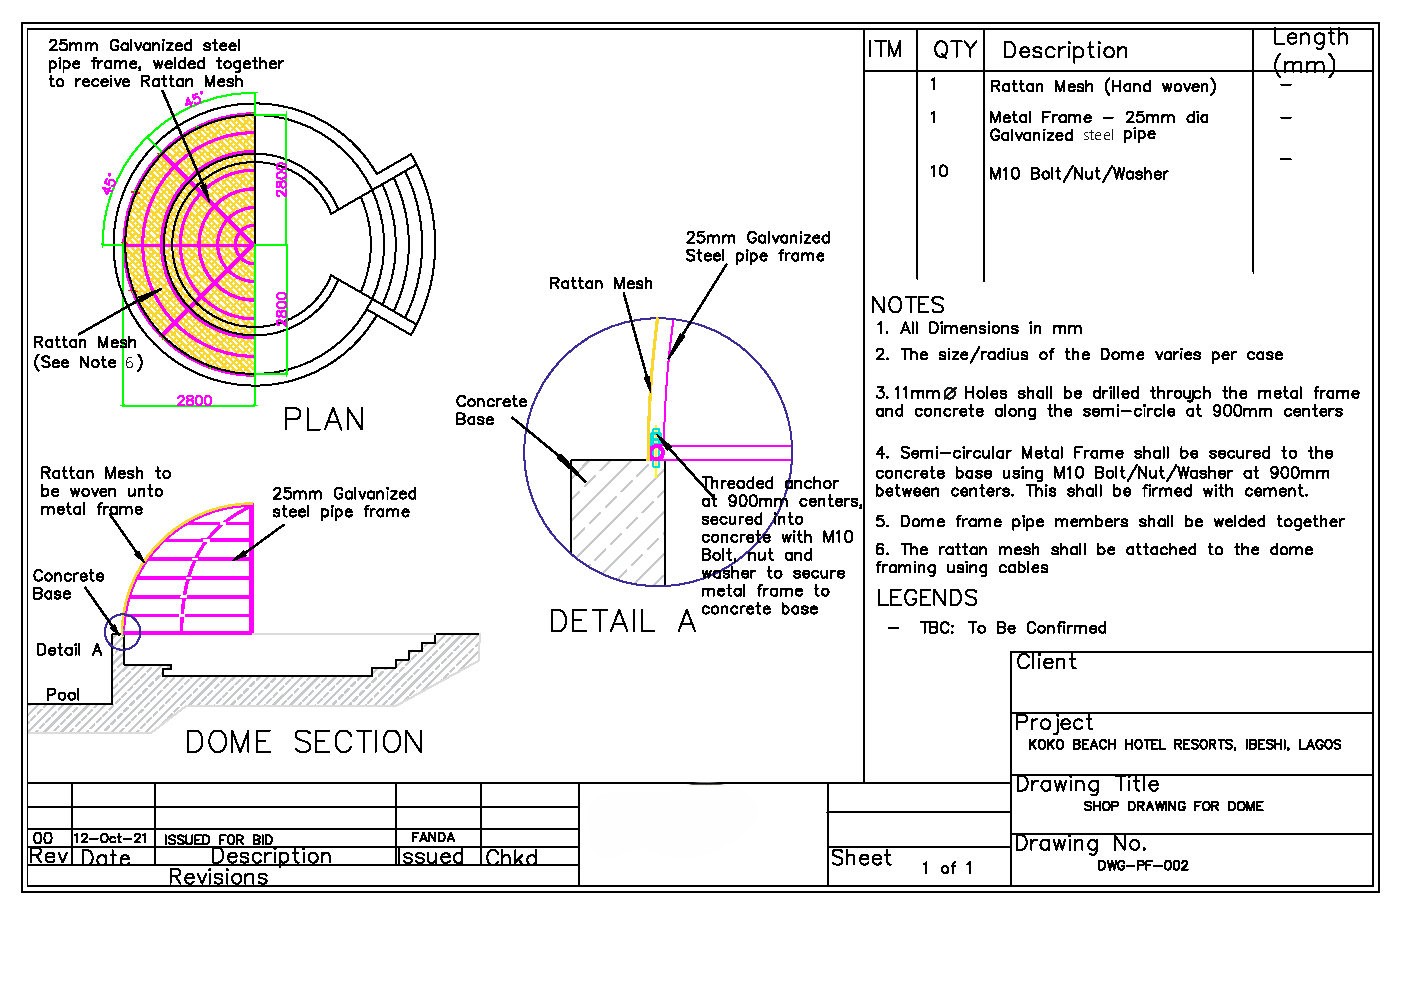 25mm Galvanized steel
pipe frame, welded together
to receive Rattan Mesh
45°
45°
2800
2800
Rattan Mesh
(See Note 6)
2800
PLAN
Rattan Mesh to
be woven unto
metal frame
25mm Galvanized
steel pipe frame
Concrete
Base
Detail A
Pool
DOME SECTION
25mm Galvanized
Steel pipe frame
Rattan Mesh
Concrete
Base
Threaded anchor
at 900mm centers,
secured into
concrete with M10
Bolt, nut and
washer to secure
metal frame to
concrete base
DETAIL A
ITM QTY Description Length
(mm)
1 Rattan Mesh (Hand woven) –
1 Metal Frame – 25mm dia –
Galvanized steel pipe
–
10 M10 Bolt/Nut/Washer
NOTES
1. All Dimensions in mm
2. The size/radius of the Dome varies per case
3.11mmØ Holes shall be drilled throuch the metal frame
and concrete along the semi-circle at 900mm centers
4. Semi-circular Metal Frame shall be secured to the
concrete base using M10 Bolt/Nut/Washer at 900mm
between centers. This shall be firmed with cement.
5. Dome frame pipe members shall be welded together
6. The rattan mesh shall be attached to the dome
framing using cables
LEGENDS
– TBC: To Be Confirmed
Client
Project
KOKO BEACH HOTEL RESORTS, IBESHI, LAGOS
Drawing Title
SHOP DRAWING FOR DOME
Drawing No.
DWG-PF-002
00 12-Oct-21 ISSUED FOR BID FANDA
Rev Date Description Issued Chkd
Revisions
Sheet 1 of 1